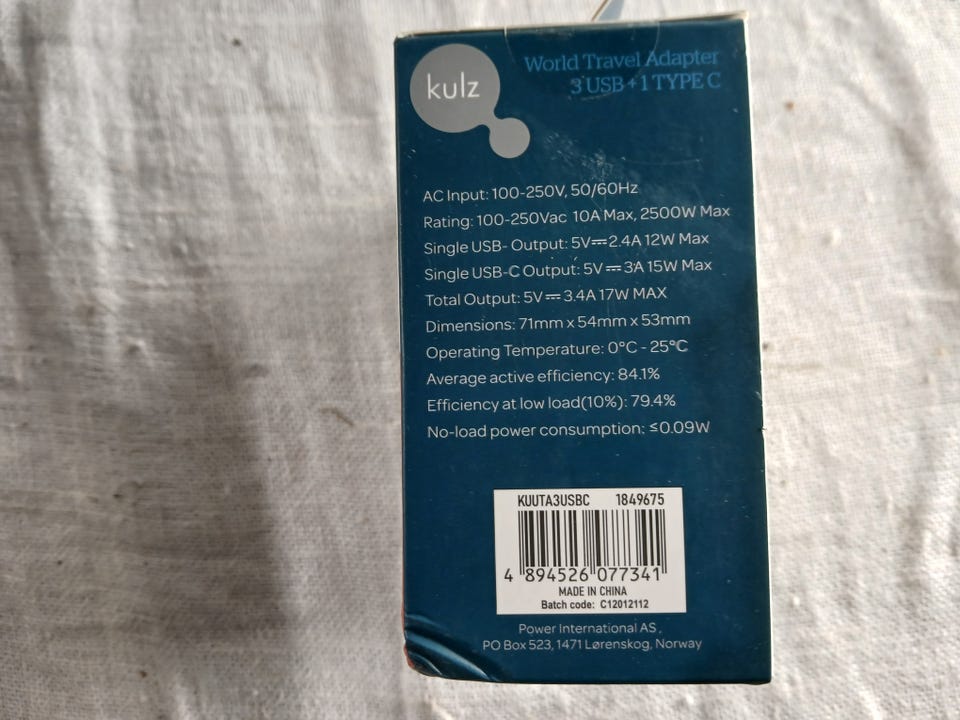 kulz
World Travel Adapter
3 USB + 1 TYPE C
AC Input: 100-250V, 50/60Hz
Rating: 100-250Vac 10A Max, 2500W Max
Single USB- Output: 5V⎓2.4A 12W Max
Single USB-C Output: 5V⎓3A 15W Max
Total Output: 5V⎓3.4A 17W MAX
Dimensions: 71mm x 54mm x 53mm
Operating Temperature: 0°C - 25°C
Average active efficiency: 84.1%
Efficiency at low load(10%): 79.4%
No-load power consumption: ≤0.09W
KUUTA3USBC 1849675
4 894526 077341
MADE IN CHINA
Batch code: C12012112
Power International AS,
PO Box 523, 1471 Lørenskog, Norway